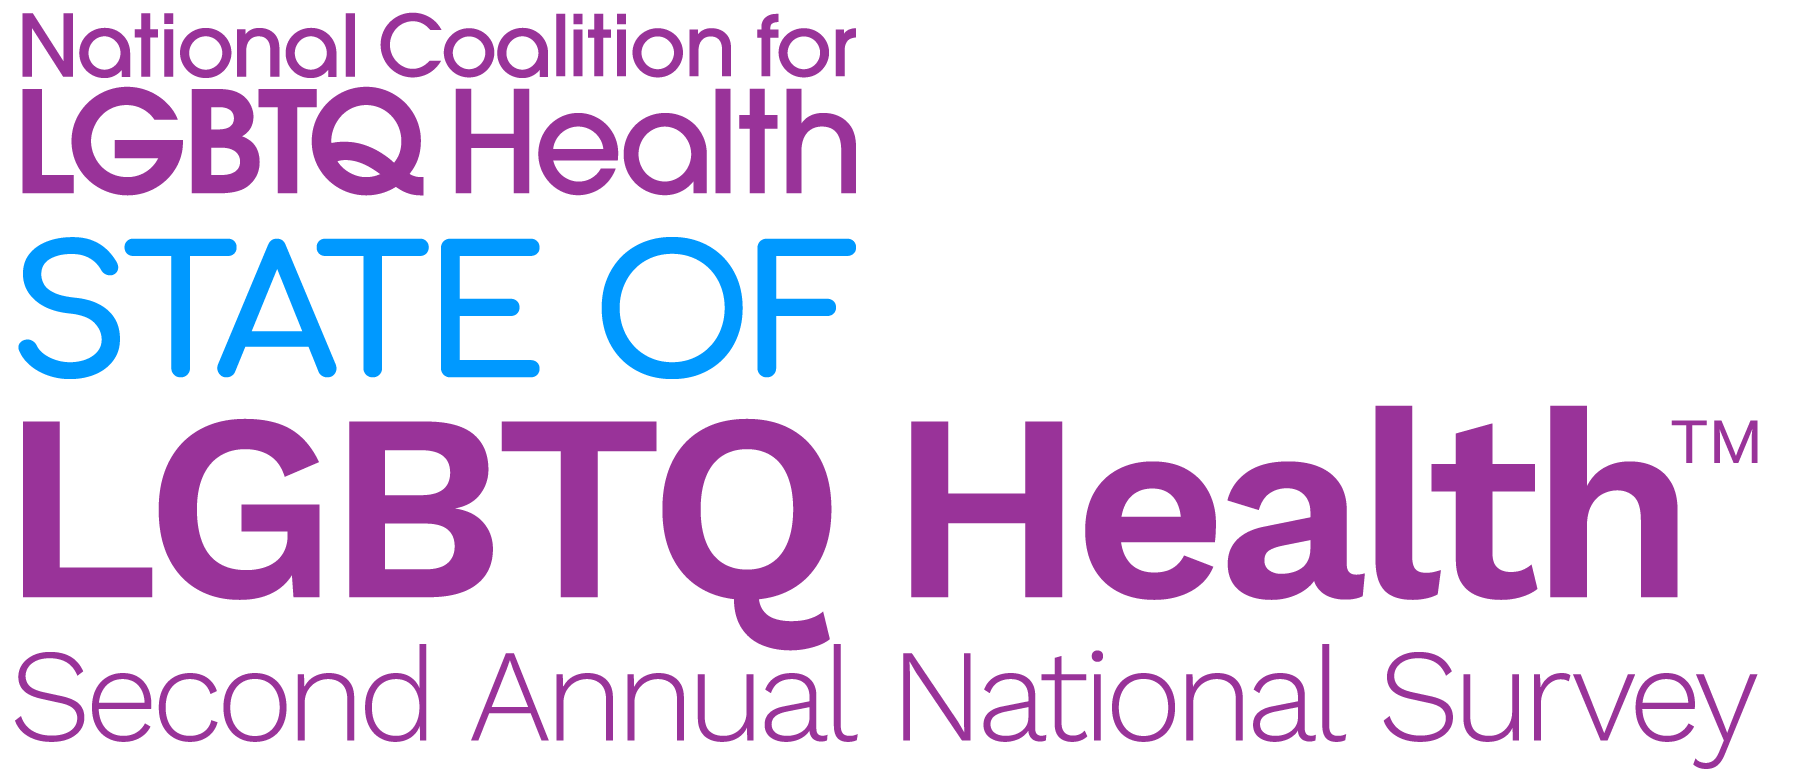 National Coalition for
LGBTQ Health
STATE OF
LGBTQ Health™
Second Annual National Survey